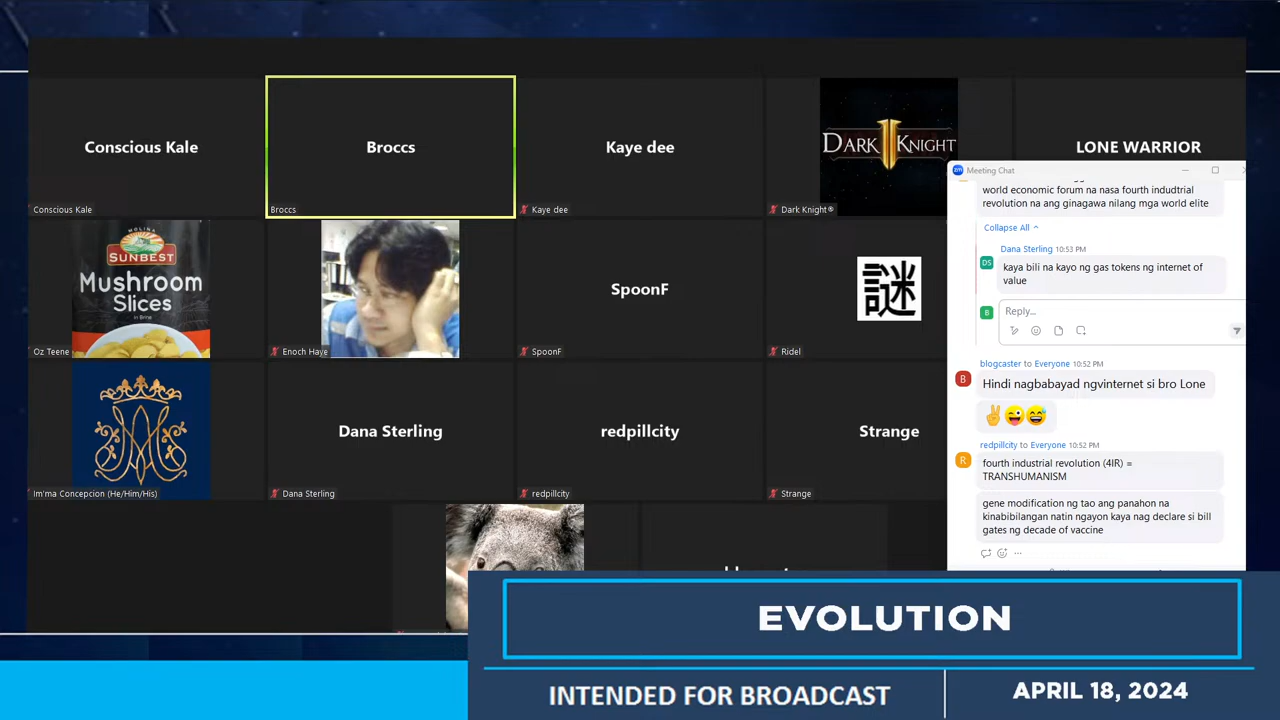 Conscious Kale
Broccs
Kaye dee
DARK KNIGHT
LONE WARRIOR
Conscious Kale
Broccs
Kaye dee
Dark Knight®
MOLINA
SUNBEST
Mushroom
Slices
in Brine
SpoonF
謎
Oz Teene
Enoch Haye
SpoonF
Ridel
Dana Sterling
redpillcity
Strange
Im'ma Concepcion (He/Him/His)
Dana Sterling
redpillcity
Strange
zm Meeting Chat
world economic forum na nasa fourth indudtrial
revolution na ang ginagawa nilang mga world elite
Collapse All
Dana Sterling 10:53 PM
DS
kaya bili na kayo ng gas tokens ng internet of
value
B
Reply...
blogcaster to Everyone 10:52 PM
B
Hindi nagbabayad ngvinternet si bro Lone
✌️😜😅
redpillcity to Everyone 10:52 PM
R
fourth industrial revolution (4IR) =
TRANSHUMANISM
gene modification ng tao ang panahon na
kinabibilangan natin ngayon kaya nag declare si bill
gates ng decade of vaccine
EVOLUTION
INTENDED FOR BROADCAST
APRIL 18, 2024